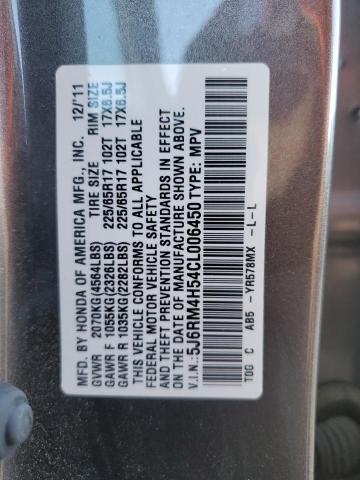 MFD. BY HONDA OF AMERICA MFG., INC. 12/'11
TIRE SIZE RIM SIZE
GVWR 2070KG(4564LBS)
GAWR F 1055KG(2326LBS) 225/65R17 102T 17X6.5J
GAWR R 1035KG(2282LBS) 225/65R17 102T 17X6.5J
THIS VEHICLE CONFORMS TO ALL APPLICABLE
FEDERAL MOTOR VEHICLE SAFETY
AND THEFT PREVENTION STANDARDS IN EFFECT
ON THE DATE OF MANUFACTURE SHOWN ABOVE.
V.I.N.: 5J6RM4H54CL006450 TYPE: MPV
T0G C AB5 -YR578MX -L-L